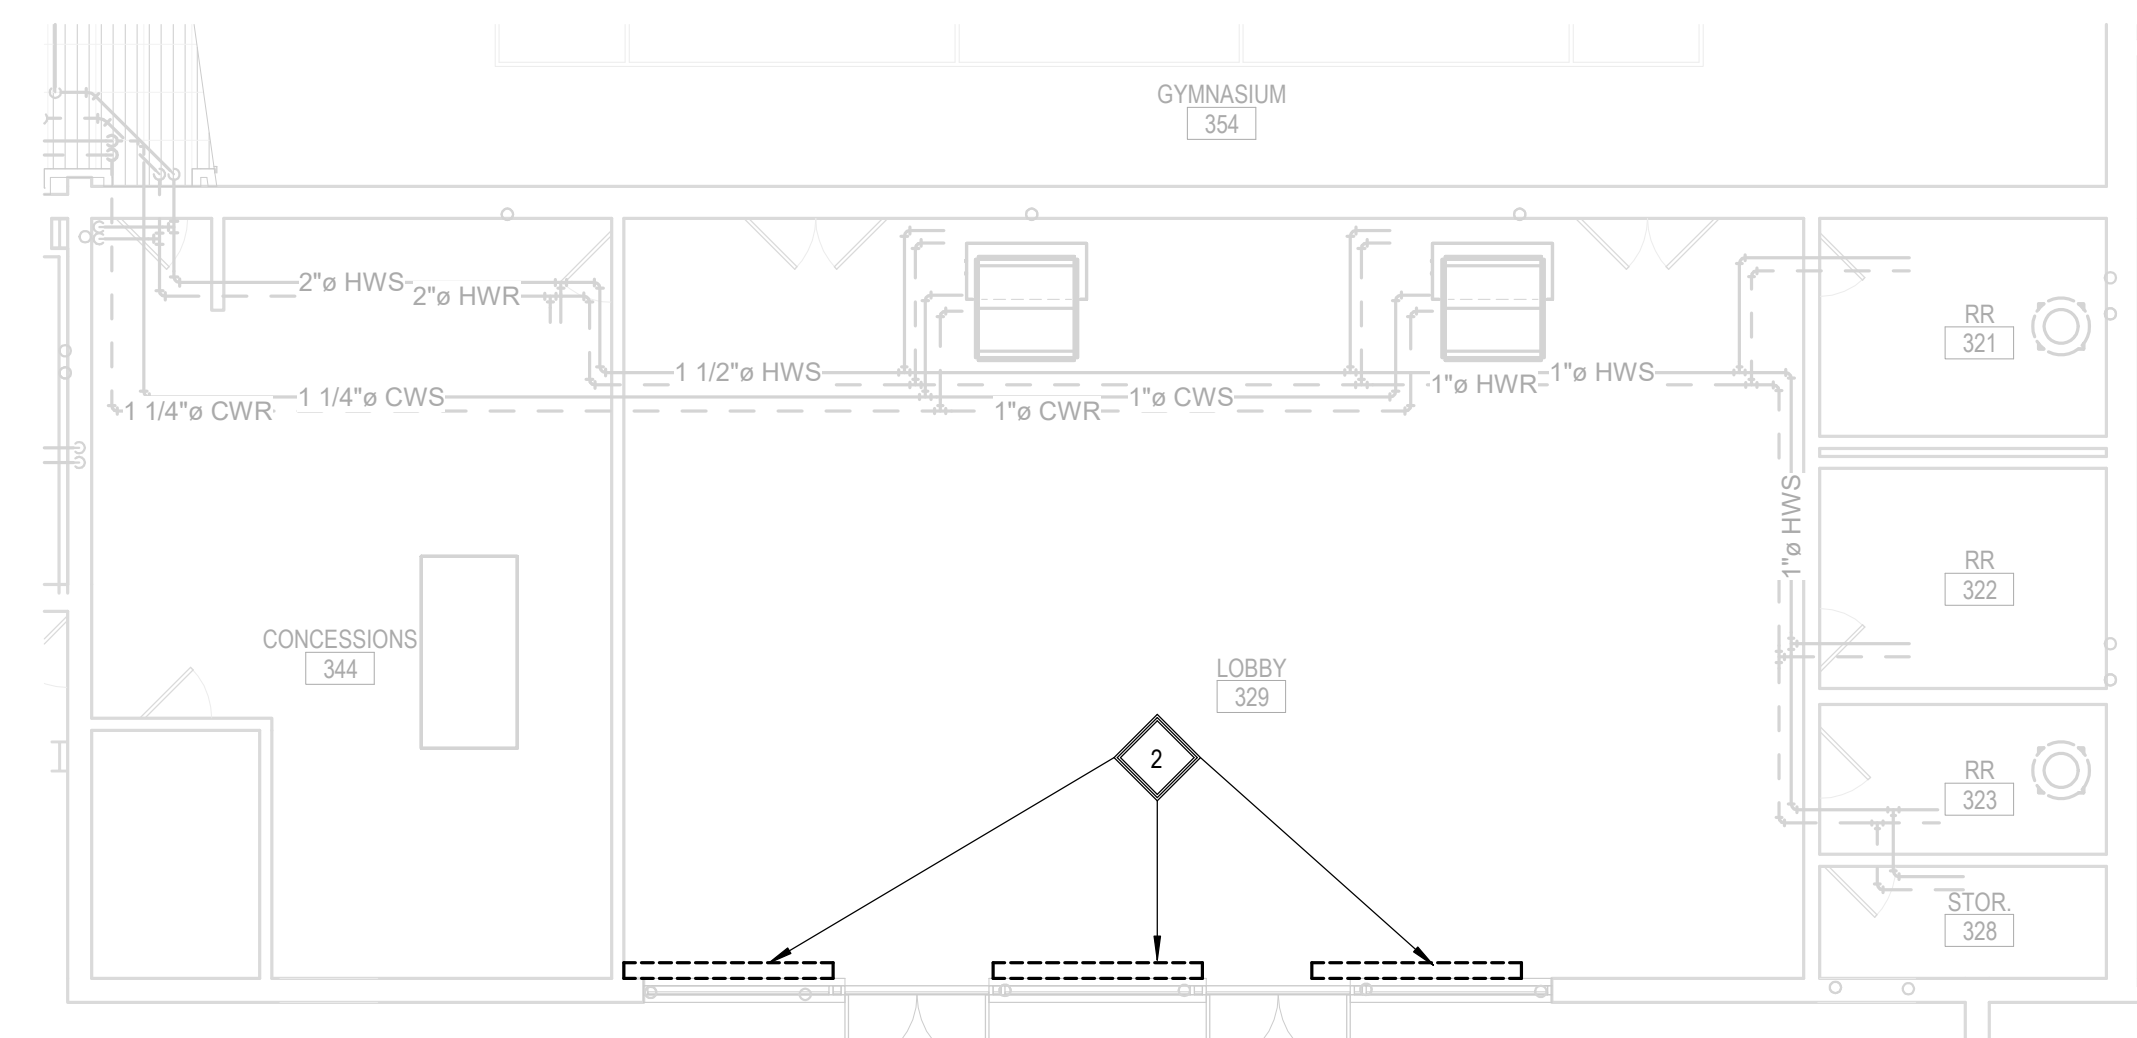 GYMNASIUM
354
2"ø HWS
2"ø HWR
RR
321
1 1/2"ø HWS
1"ø HWR
1"ø HWS
1 1/4"ø CWR
1 1/4"ø CWS
1"ø CWR
1"ø CWS
1"ø HWS
RR
322
CONCESSIONS
344
LOBBY
329
2
RR
323
STOR.
328